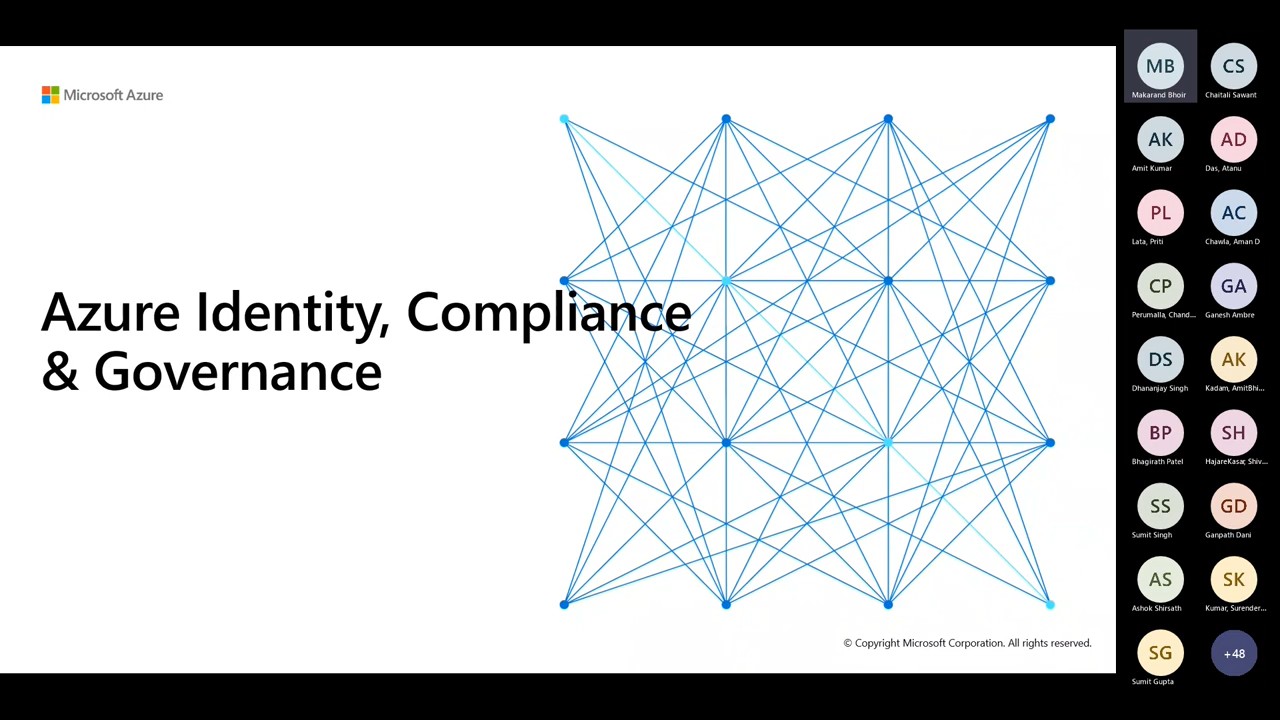 Microsoft Azure
Azure Identity, Compliance
& Governance
© Copyright Microsoft Corporation. All rights reserved.
MB
Makarand Bhoir
CS
Chaitali Sawant
AK
Amit Kumar
AD
Das, Atanu
PL
Lata, Priti
AC
Chawla, Aman D
CP
Perumalla, Chand...
GA
Ganesh Ambre
DS
Dhananjay Singh
AK
Kadam, AmitBhi...
BP
Bhagirath Patel
SH
HajareKasar, Shiv...
SS
Sumit Singh
GD
Ganpath Dani
AS
Ashok Shirsath
SK
Kumar, Surender...
SG
Sumit Gupta
+48